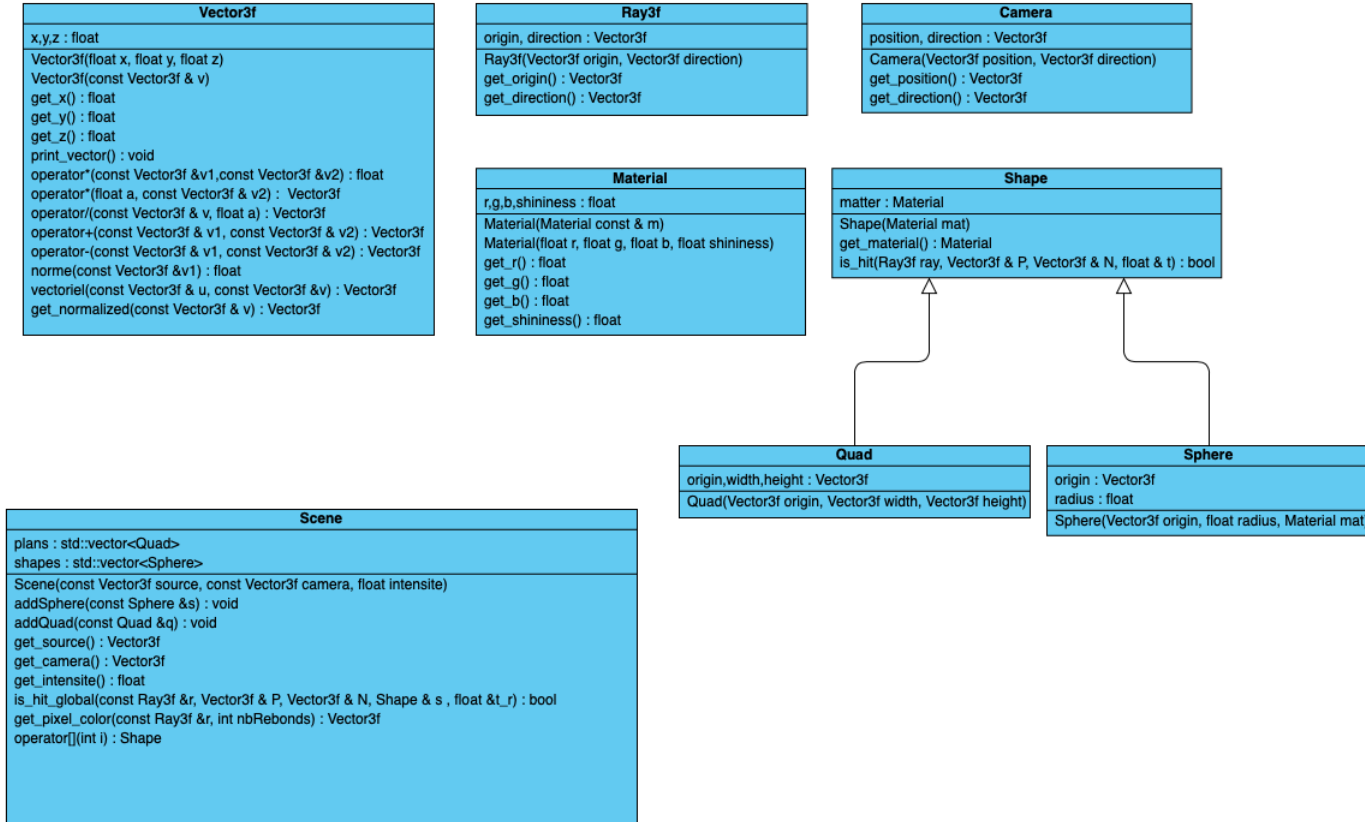 Vector3f
x,y,z : float
Vector3f(float x, float y, float z)
Vector3f(const Vector3f & v)
get_x() : float
get_y() : float
get_z() : float
print_vector() : void
operator*(const Vector3f &v1,const Vector3f &v2) : float
operator*(float a, const Vector3f & v2) :  Vector3f
operator/(const Vector3f & v, float a) : Vector3f
operator+(const Vector3f & v1, const Vector3f & v2) : Vector3f
operator-(const Vector3f & v1, const Vector3f & v2) : Vector3f
norme(const Vector3f &v1) : float
vectoriel(const Vector3f & u, const Vector3f &v) : Vector3f
get_normalized(const Vector3f & v) : Vector3f
Ray3f
origin, direction : Vector3f
Ray3f(Vector3f origin, Vector3f direction)
get_origin() : Vector3f
get_direction() : Vector3f
Camera
position, direction : Vector3f
Camera(Vector3f position, Vector3f direction)
get_position() : Vector3f
get_direction() : Vector3f
Material
r,g,b,shininess : float
Material(Material const & m)
Material(float r, float g, float b, float shininess)
get_r() : float
get_g() : float
get_b() : float
get_shininess() : float
Shape
matter : Material
Shape(Material mat)
get_material() : Material
is_hit(Ray3f ray, Vector3f & P, Vector3f & N, float & t) : bool
Quad
origin,width,height : Vector3f
Quad(Vector3f origin, Vector3f width, Vector3f height)
Sphere
origin : Vector3f
radius : float
Sphere(Vector3f origin, float radius, Material mat)
Scene
plans : std::vector<Quad>
shapes : std::vector<Sphere>
Scene(const Vector3f source, const Vector3f camera, float intensite)
addSphere(const Sphere &s) : void
addQuad(const Quad &q) : void
get_source() : Vector3f
get_camera() : Vector3f
get_intensite() : float
is_hit_global(const Ray3f &r, Vector3f & P, Vector3f & N, Shape & s , float &t_r) : bool
get_pixel_color(const Ray3f &r, int nbRebonds) : Vector3f
operator[](int i) : Shape